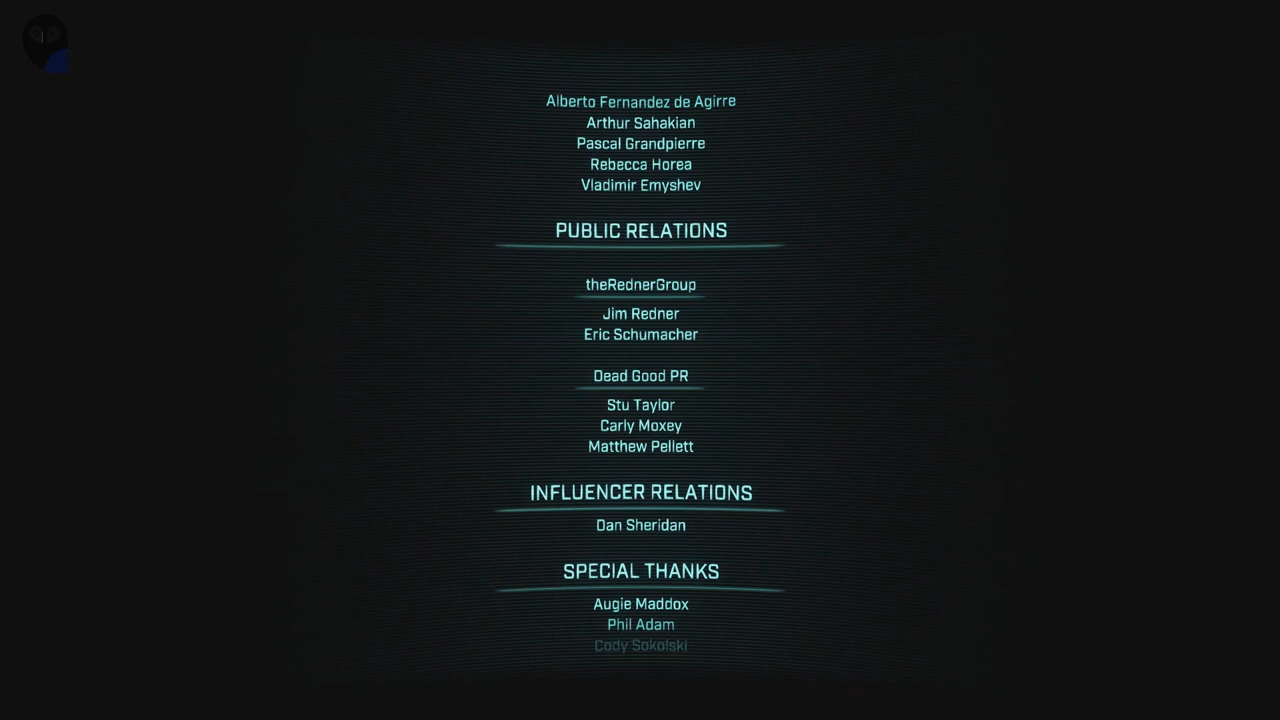 Alberto Fernandez de Agirre
Arthur Sahakian
Pascal Grandpierre
Rebecca Horea
Vladimir Emyshev
PUBLIC RELATIONS
theRednerGroup
Jim Redner
Eric Schumacher
Dead Good PR
Stu Taylor
Carly Moxey
Matthew Pellett
INFLUENCER RELATIONS
Dan Sheridan
SPECIAL THANKS
Augie Maddox
Phil Adam
Cody Sokolski